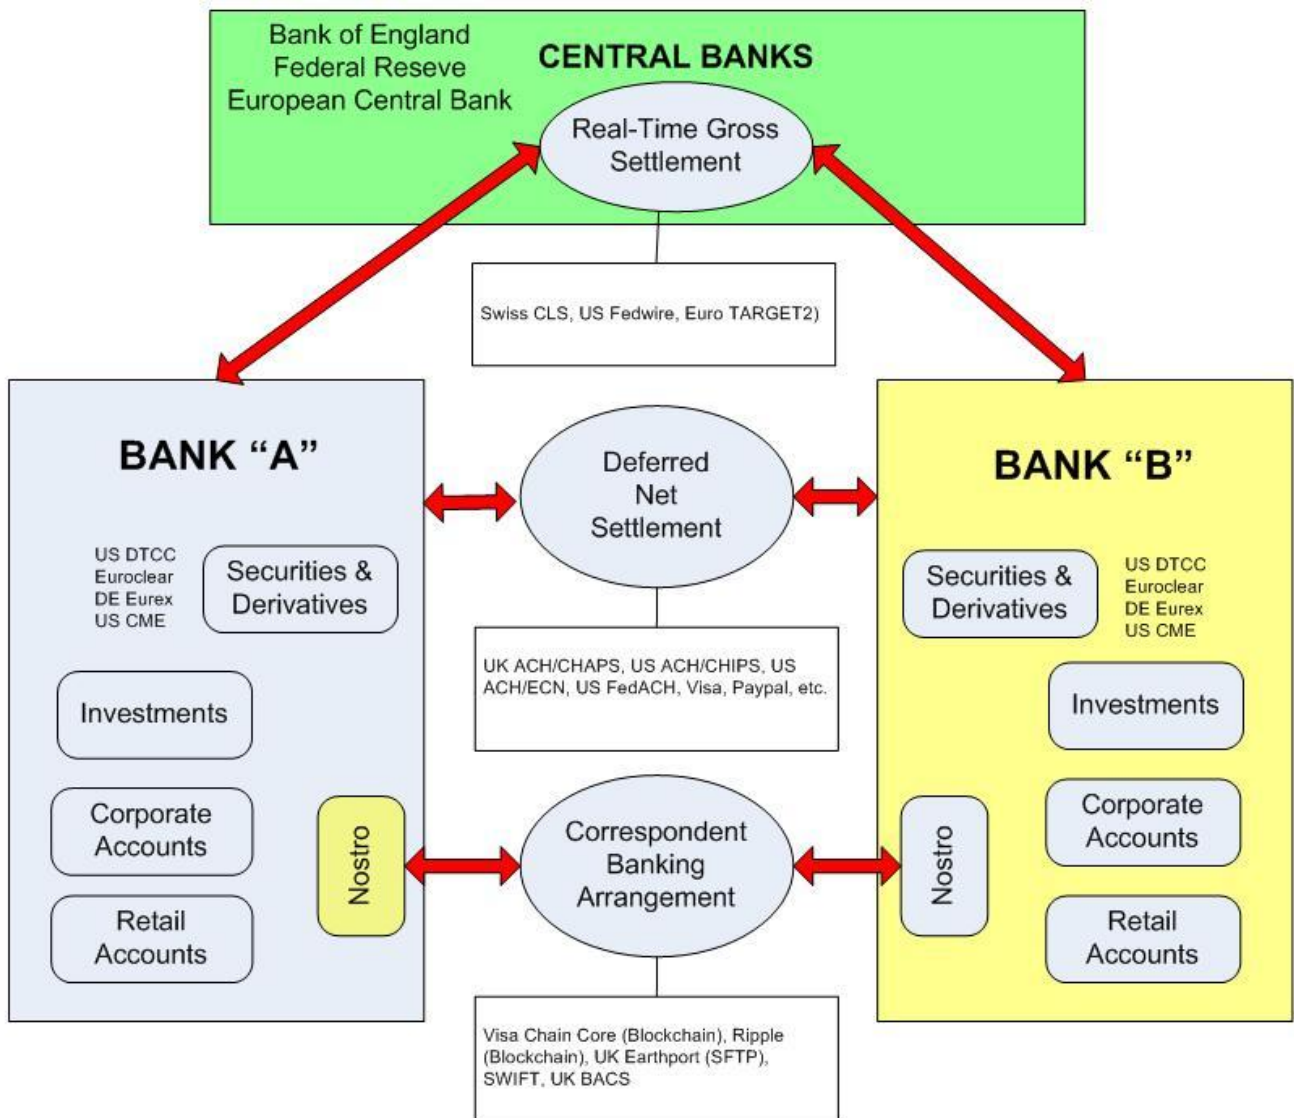 Bank of England
Federal Reseve
European Central Bank
CENTRAL BANKS
Real-Time Gross
Settlement
Swiss CLS, US Fedwire, Euro TARGET2)
BANK “A”
Deferred
Net
Settlement
BANK “B”
US DTCC
Euroclear
DE Eurex
US CME
Securities &
Derivatives
Securities &
Derivatives
US DTCC
Euroclear
DE Eurex
US CME
UK ACH/CHAPS, US ACH/CHIPS, US
ACH/ECN, US FedACH, Visa, Paypal, etc.
Investments
Investments
Corporate
Accounts
Nostro
Correspondent
Banking
Arrangement
Nostro
Corporate
Accounts
Retail
Accounts
Retail
Accounts
Visa Chain Core (Blockchain), Ripple
(Blockchain), UK Earthport (SFTP),
SWIFT, UK BACS